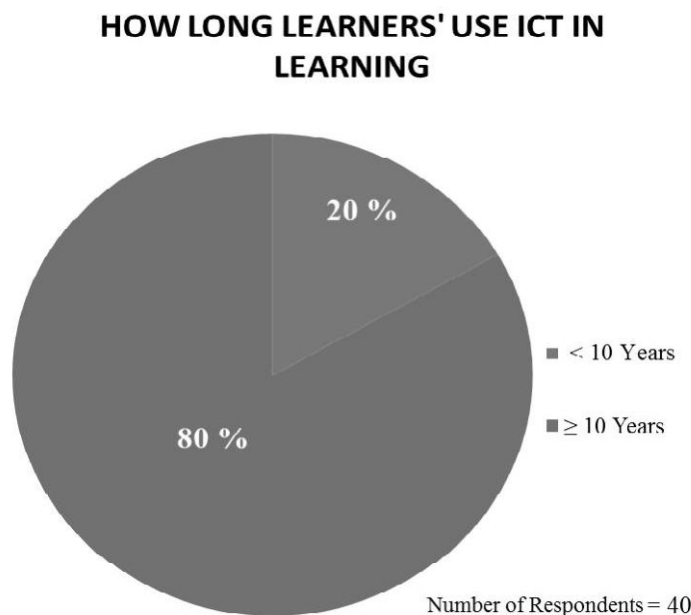 HOW LONG LEARNERS' USE ICT IN
LEARNING
20 %
80 %
< 10 Years
≥ 10 Years
Number of Respondents = 40